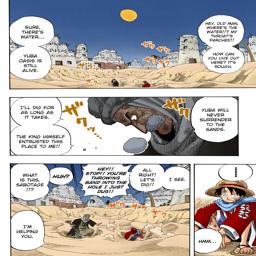 SURE,
THERE'S
WATER...
YUBA
OASIS IS
STILL
ALIVE.
HEY, OLD MAN,
WHERE'S THE
WATER!? MY
THROAT'S
PARCHED!!
HOW CAN
YOU LIVE OUT
HERE? IT'S
ROUGH.
I'LL DIG FOR
AS LONG AS
IT TAKES.
THE KING HIMSELF
ENTRUSTED THIS
PLACE TO ME!!
YUBA WILL
NEVER
SURRENDER
TO THE
SANDS.
I SEE.
ALL
RIGHT!
LET'S
DIG!!
HEY!!
STOP!! YOU'RE
THROWING
SAND INTO THE
HOLE I JUST
DUG!!
HUH?
WHAT
IS THIS,
SABOTAGE
!?
I'M
HELPING
YOU.
!
HMM...